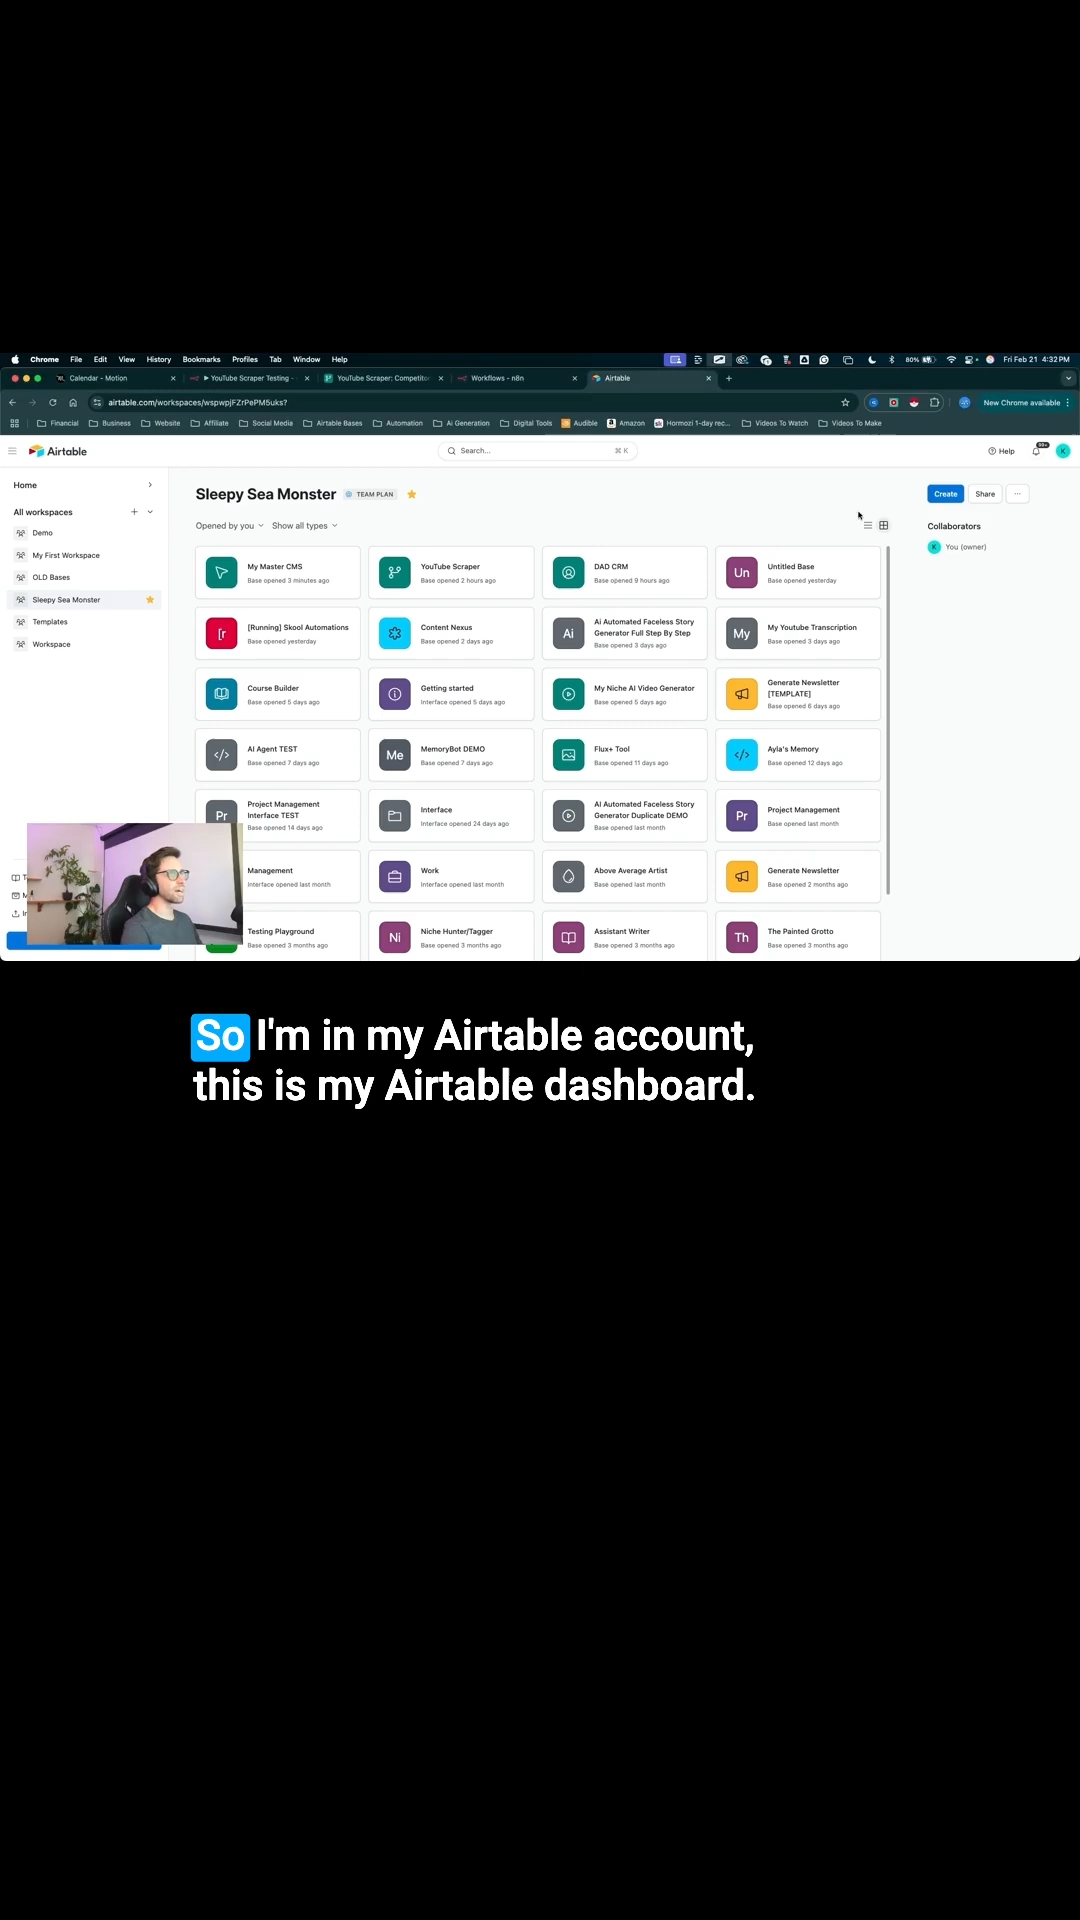 Chrome File Edit View History Bookmarks Profiles Tab Window Help 80% Fri Feb 21 4:32 PM
Calendar - Motion YouTube Scraper Testing - YouTube Scraper: Competito Workflows - n8n Airtable
airtable.com/workspaces/wspwpjFZrPePM5uks? New Chrome available
Financial Business Website Affiliate Social Media Airtable Bases Automation Ai Generation Digital Tools Audible Amazon Hormozi 1-day rec... Videos To Watch Videos To Make
Airtable Search... ⌘ K Help 99+ K
Home
All workspaces
Demo
My First Workspace
OLD Bases
Sleepy Sea Monster
Templates
Workspace
Sleepy Sea Monster TEAM PLAN Create Share ...
Opened by you Show all types
Collaborators
K You (owner)
My Master CMS
Base opened 3 minutes ago
YouTube Scraper
Base opened 2 hours ago
DAD CRM
Base opened 9 hours ago
Un Untitled Base
Base opened yesterday
[r [Running] Skool Automations
Base opened yesterday
Content Nexus
Base opened 2 days ago
Ai Ai Automated Faceless Story
Generator Full Step By Step
Base opened 3 days ago
My My Youtube Transcription
Base opened 3 days ago
Course Builder
Base opened 5 days ago
Getting started
Interface opened 5 days ago
My Niche AI Video Generator
Base opened 5 days ago
Generate Newsletter
[TEMPLATE]
Base opened 6 days ago
AI Agent TEST
Base opened 7 days ago
Me MemoryBot DEMO
Base opened 7 days ago
Flux+ Tool
Base opened 11 days ago
Ayla's Memory
Base opened 12 days ago
Pr Project Management
Interface TEST
Base opened 14 days ago
Interface
Interface opened 24 days ago
AI Automated Faceless Story
Generator Duplicate DEMO
Base opened last month
Pr Project Management
Base opened last month
Management
Interface opened last month
Work
Interface opened last month
Above Average Artist
Base opened last month
Generate Newsletter
Base opened 2 months ago
Testing Playground
Base opened 3 months ago
Ni Niche Hunter/Tagger
Base opened 3 months ago
Assistant Writer
Base opened 3 months ago
Th The Painted Grotto
Base opened 3 months ago
So I'm in my Airtable account,
this is my Airtable dashboard.